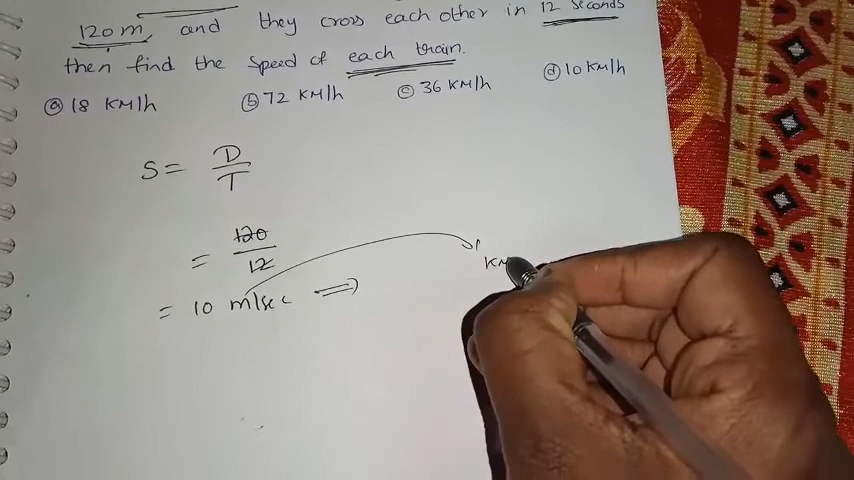 120m, and they cross each other in 12 seconds
then find the speed of each train.
ⓐ 18 KM/h ⓑ 72 KM/h ⓒ 36 KM/h ⓓ 10 KM/h
S = D/T
= 120/12
= 10 m/sec ⟹ KM